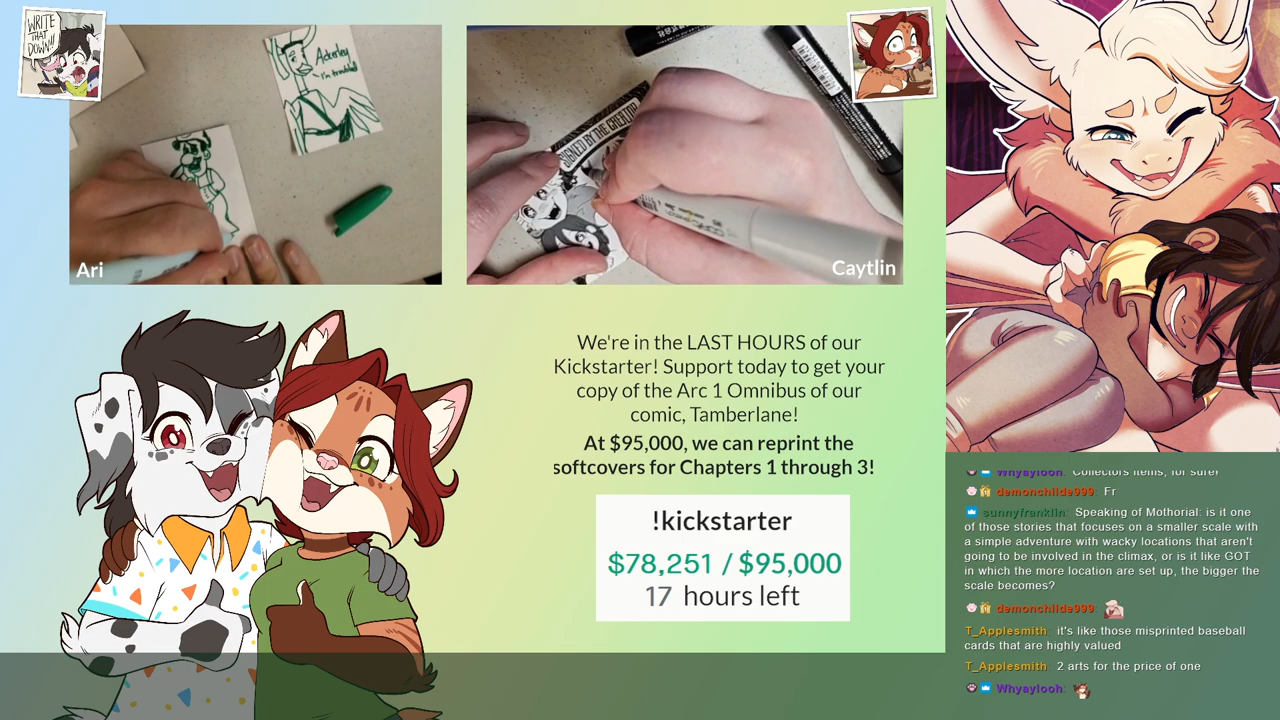 WRITE
THAT
DOWN!!
Ackerley
I'm troubled
SIGNED BY THE CREATOR
Ari
Caytlin
We're in the LAST HOURS of our
Kickstarter! Support today to get your
copy of the Arc 1 Omnibus of our
comic, Tamberlane!
At $95,000, we can reprint the
softcovers for Chapters 1 through 3!
!kickstarter
$78,251 / $95,000
17 hours left
Whyaylooh: Collectors items, for sure!
demonchilde999: Fr
sunnyfranklin: Speaking of Mothorial: is it one
of those stories that focuses on a smaller scale with
a simple adventure with wacky locations that aren't
going to be involved in the climax, or is it like GOT
in which the more location are set up, the bigger the
scale becomes?
demonchilde999:
T_Applesmith: it's like those misprinted baseball
cards that are highly valued
T_Applesmith: 2 arts for the price of one
Whyaylooh: